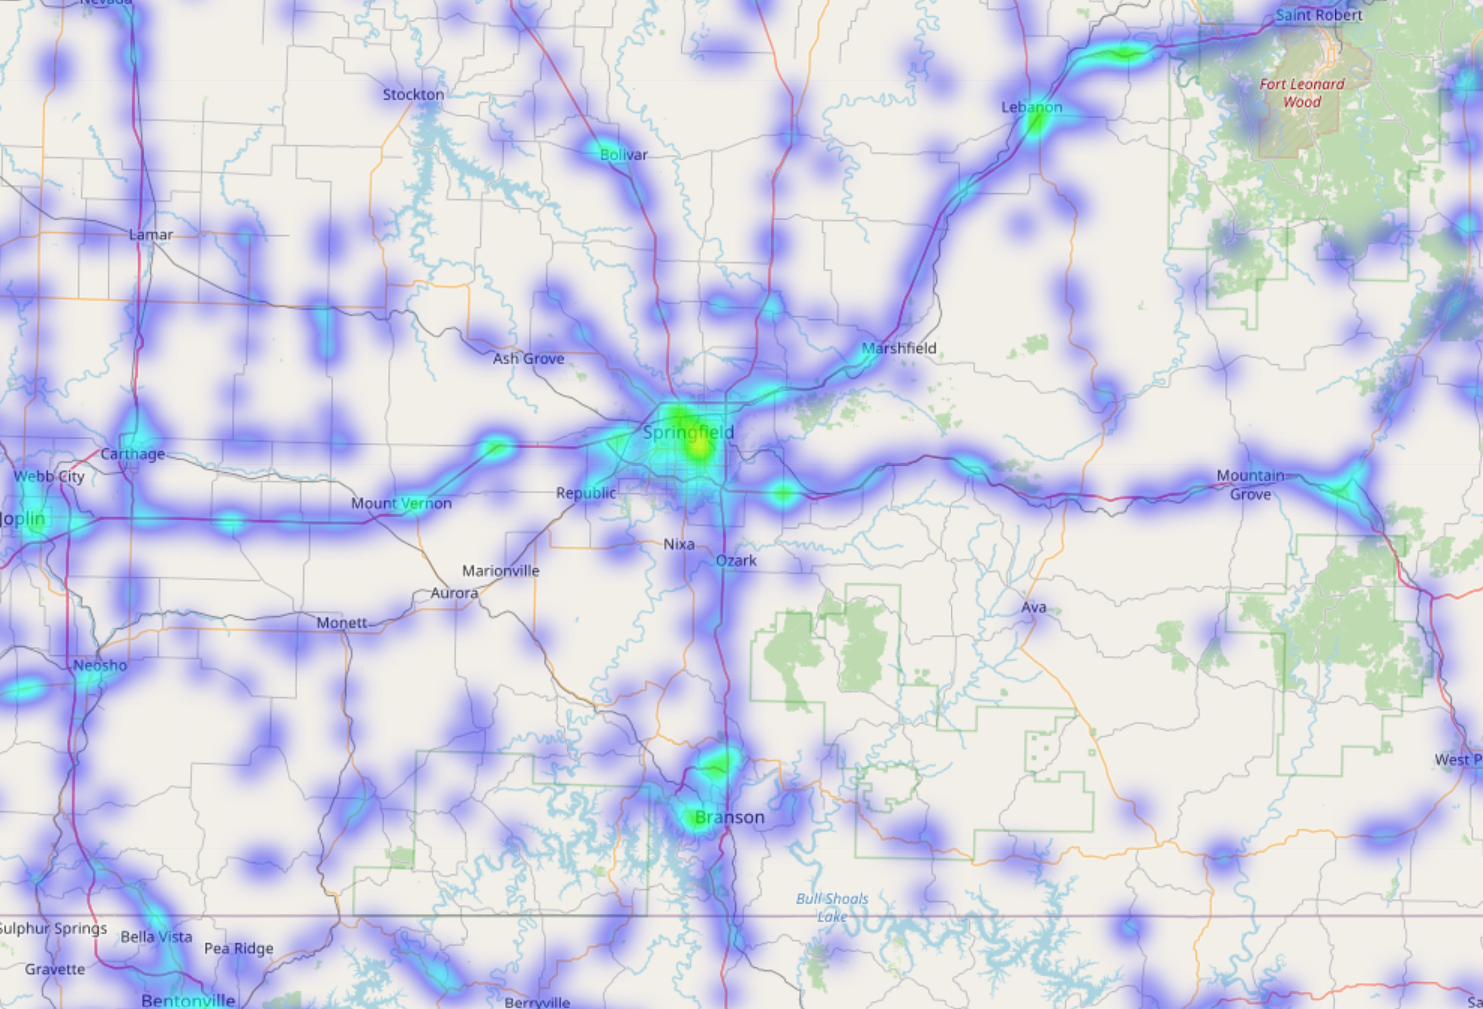 Nevada
Saint Robert
Stockton
Fort Leonard
Wood
Lebanon
Bolivar
Lamar
Ash Grove
Marshfield
Springfield
Carthage
Webb City
Mountain
Grove
Republic
Mount Vernon
Joplin
Nixa
Ozark
Marionville
Aurora
Ava
Monett
Neosho
West P
Branson
Bull Shoals
Lake
Sulphur Springs
Bella Vista
Pea Ridge
Gravette
Bentonville
Berryville
Sa